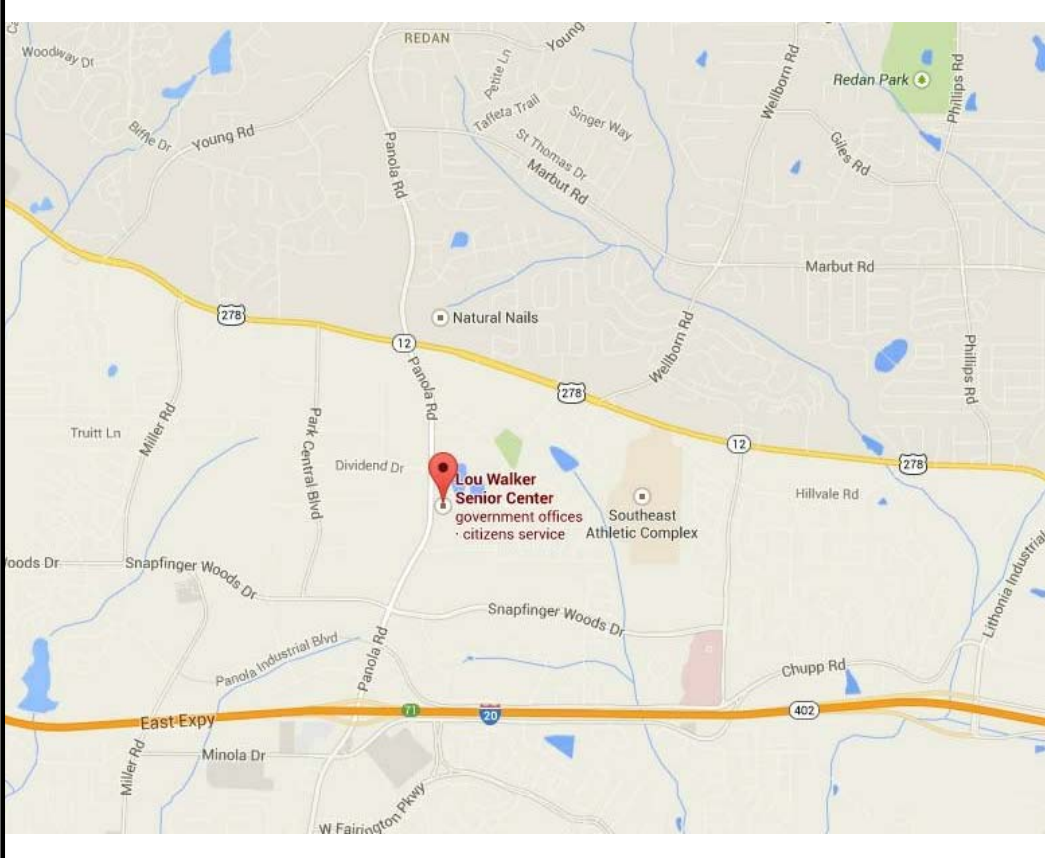 REDAN
Young
Woodway Dr
Petite Ln
Wellborn Rd
Redan Park
Phillips Rd
Taffeta Trail
Singer Way
Biffle Dr
Young Rd
Panola Rd
St Thomas Dr
Giles Rd
Marbut Rd
Marbut Rd
278
Natural Nails
12
Wellborn Rd
Phillips Rd
Panola Rd
278
Miller Rd
Truitt Ln
Park Central Blvd
12
278
Dividend Dr
Lou Walker
Senior Center
government offices
· citizens service
Southeast
Athletic Complex
Hillvale Rd
oods Dr
Snapfinger Woods Dr
Lithonia Industrial
Snapfinger Woods Dr
Panola Industrial Blvd
Panola Rd
Chupp Rd
East Expy
71
20
402
Minola Dr
Miller Rd
W Fairington Pkwy